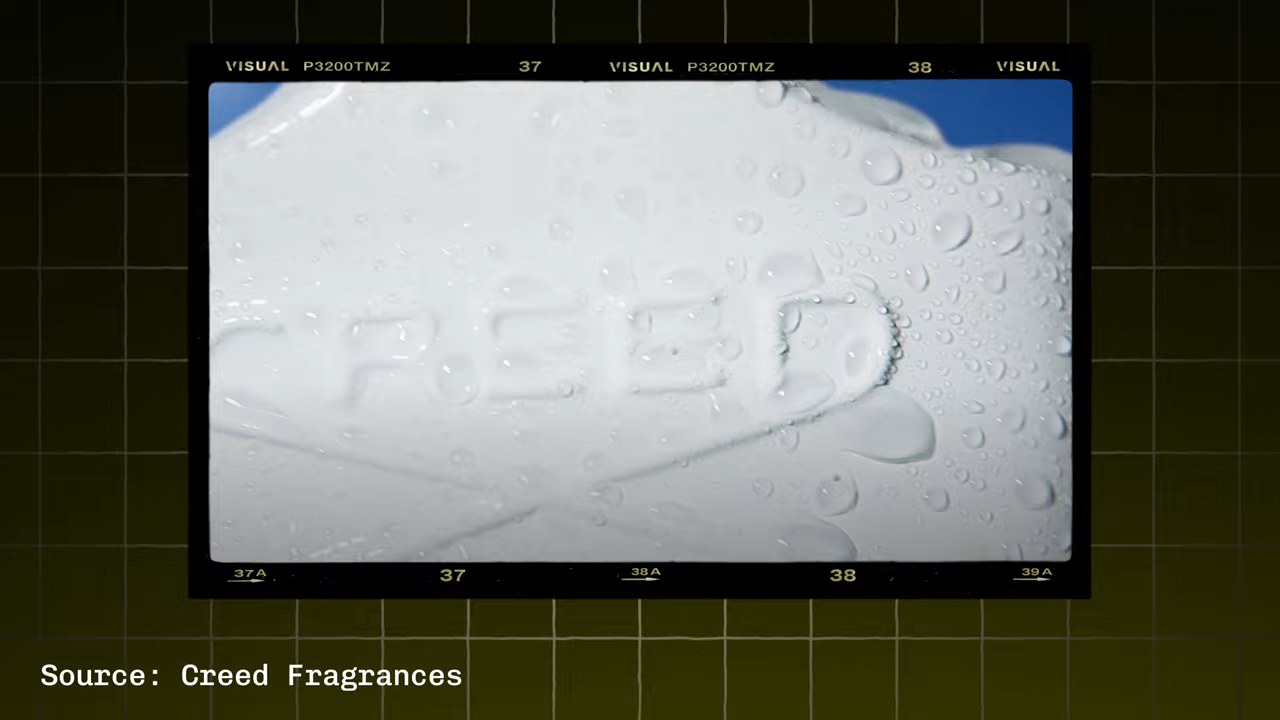 VISUAL P3200TMZ 37 VISUAL P3200TMZ 38 VISUAL
CREED
37A 37 38A 38 39A
Source: Creed Fragrances